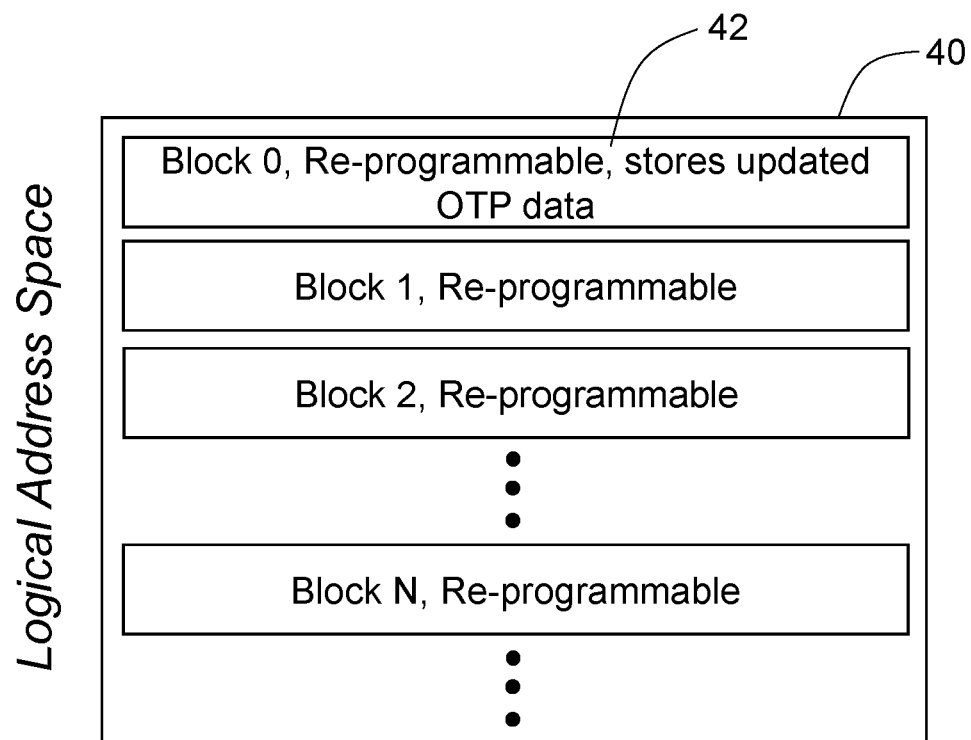 42
40
Block 0, Re-programmable, stores updated
OTP data
Block 1, Re-programmable
Block 2, Re-programmable
Block N, Re-programmable
Logical Address Space